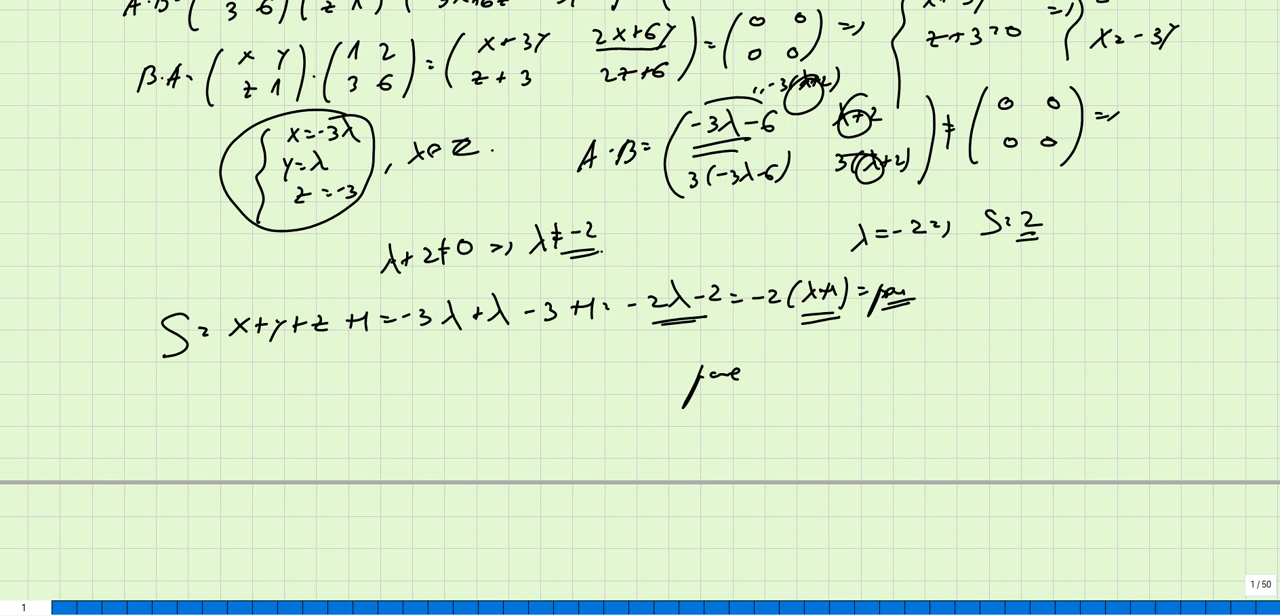 B·A= ( x y ; z 1 ) · ( 1 2 ; 3 6 ) = ( x+3y 2x+6y ; z+3 2z+6 ) = ( 0 0 ; 0 0 ) => { z+3=0 => { x=-3y
{ x=-3λ y=λ z=-3 , λ∈Z.
A·B= ( -3λ-6 λ+2 ; 3(-3λ-6) 3(λ+2) ) ≠ ( 0 0 ; 0 0 ) =>
λ+2≠0 => λ≠-2
λ=-2 => S=2
S= x+y+z+1=-3λ+λ-3+1= -2λ-2=-2(λ+1)=par
pare
1 / 50
1